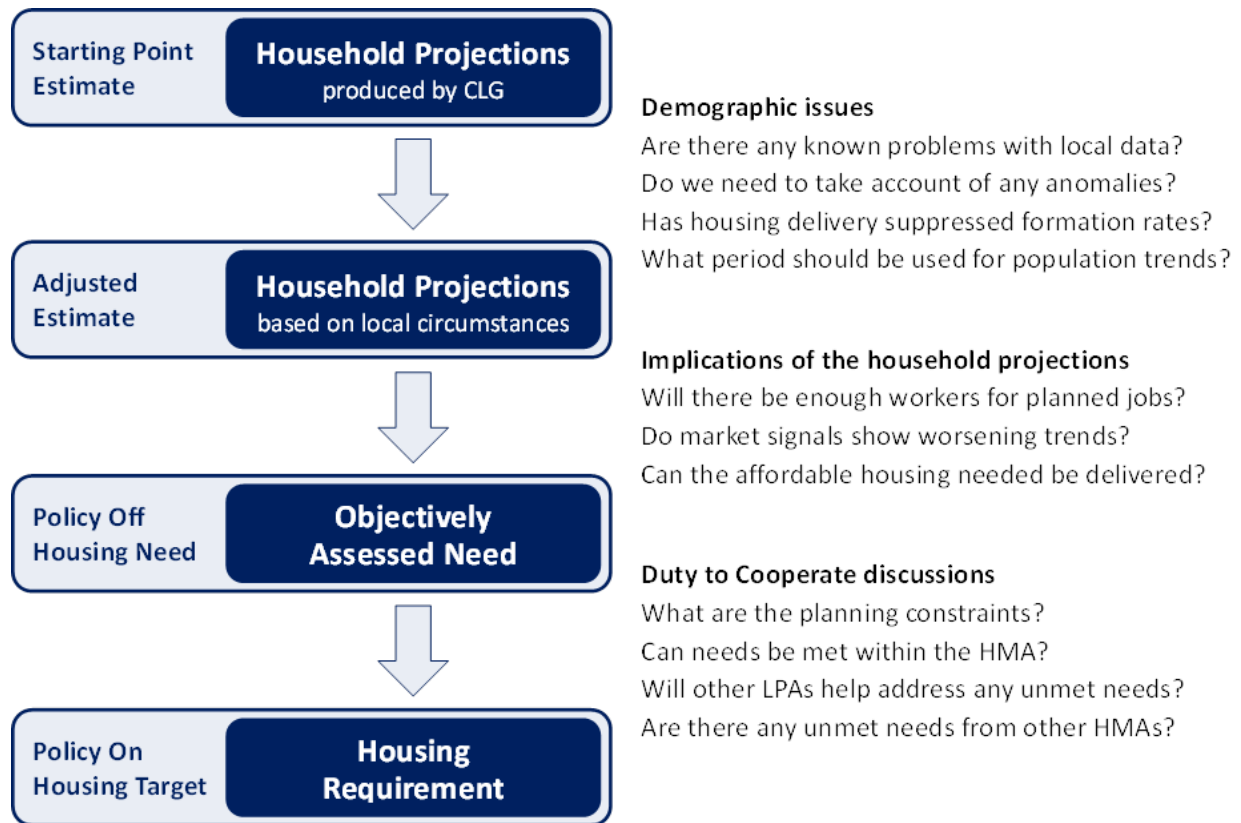 Starting Point
Estimate
Household Projections
produced by CLG
Demographic issues
Are there any known problems with local data?
Do we need to take account of any anomalies?
Has housing delivery suppressed formation rates?
What period should be used for population trends?
Adjusted
Estimate
Household Projections
based on local circumstances
Implications of the household projections
Will there be enough workers for planned jobs?
Do market signals show worsening trends?
Can the affordable housing needed be delivered?
Policy Off
Housing Need
Objectively
Assessed Need
Duty to Cooperate discussions
What are the planning constraints?
Can needs be met within the HMA?
Will other LPAs help address any unmet needs?
Are there any unmet needs from other HMAs?
Policy On
Housing Target
Housing
Requirement